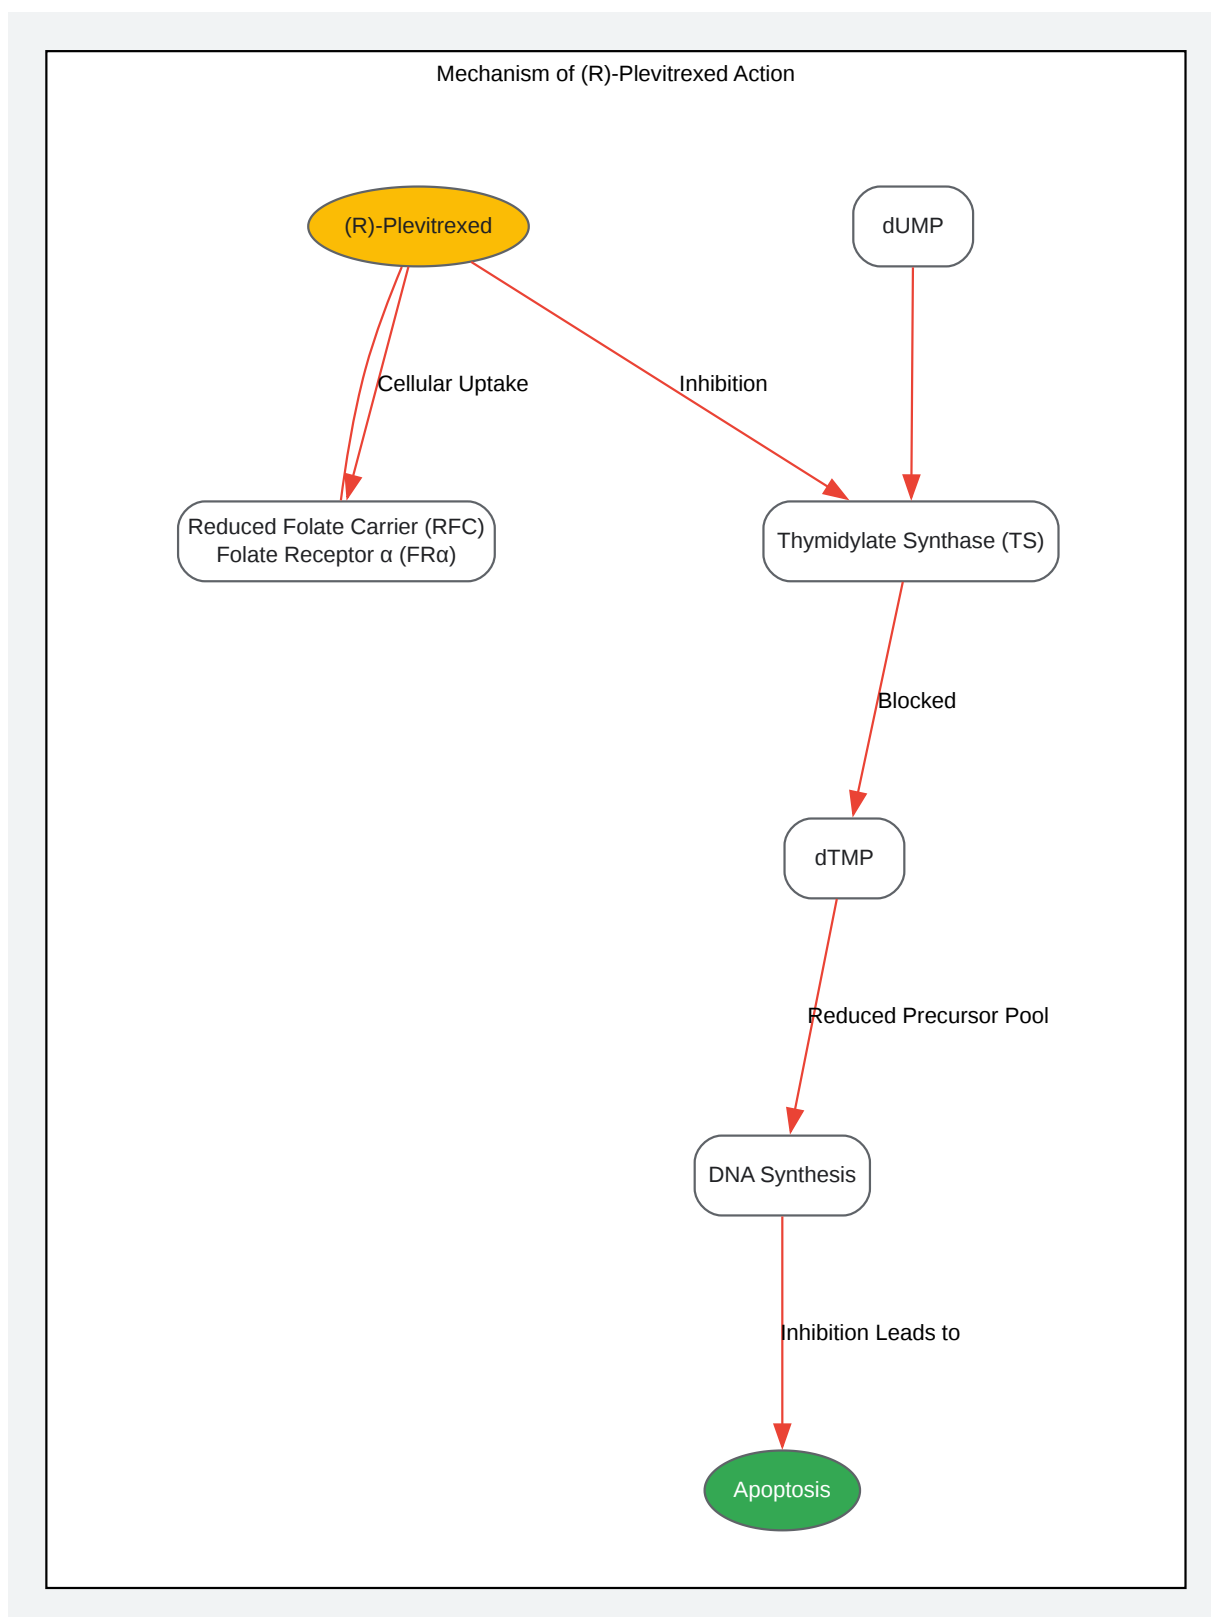 Mechanism of (R)-Plevitrexed Action
(R)-Plevitrexed
dUMP
Cellular Uptake
Inhibition
Reduced Folate Carrier (RFC)
Folate Receptor α (FRα)
Thymidylate Synthase (TS)
Blocked
dTMP
Reduced Precursor Pool
DNA Synthesis
Inhibition Leads to
Apoptosis